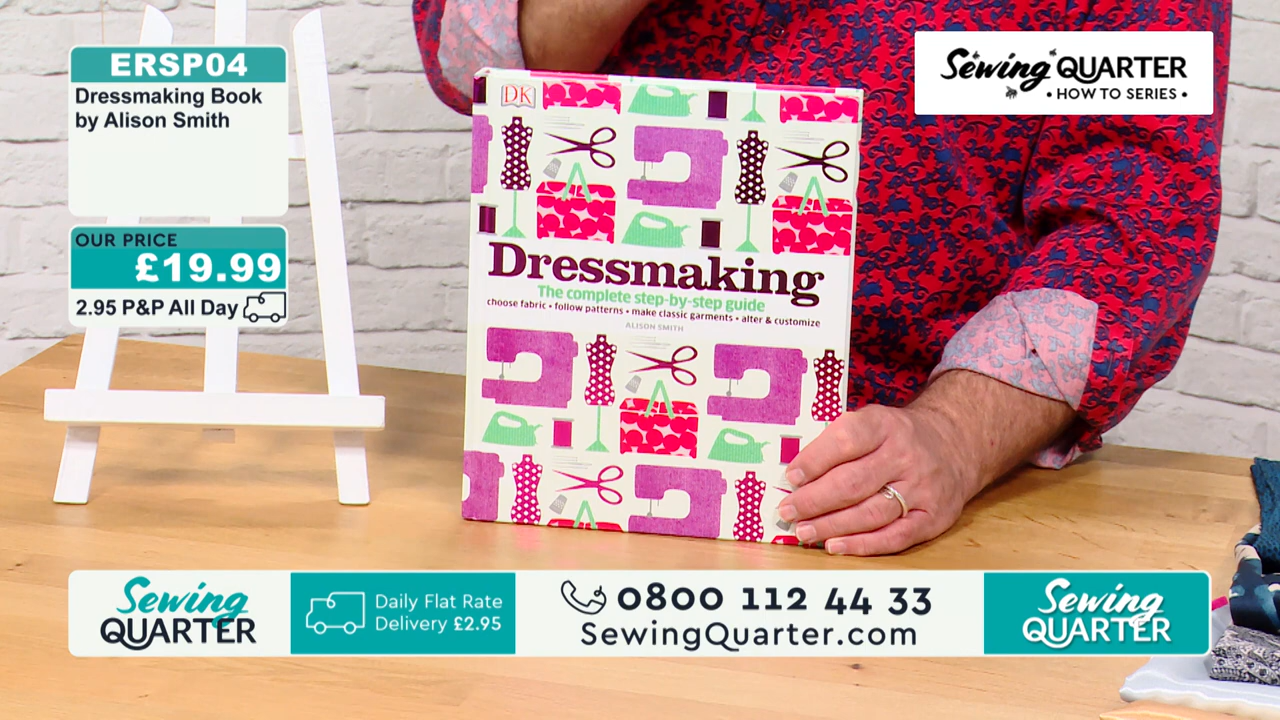 ERSP04
Dressmaking Book
by Alison Smith
OUR PRICE
£19.99
2.95 P&P All Day
Sewing
QUARTER
• HOW TO SERIES •
DK
Dressmaking
The complete step-by-step guide
choose fabric • follow patterns • make classic garments • alter & customize
ALISON SMITH
Sewing
QUARTER
Daily Flat Rate
Delivery £2.95
0800 112 44 33
SewingQuarter.com
Sewing
QUARTER